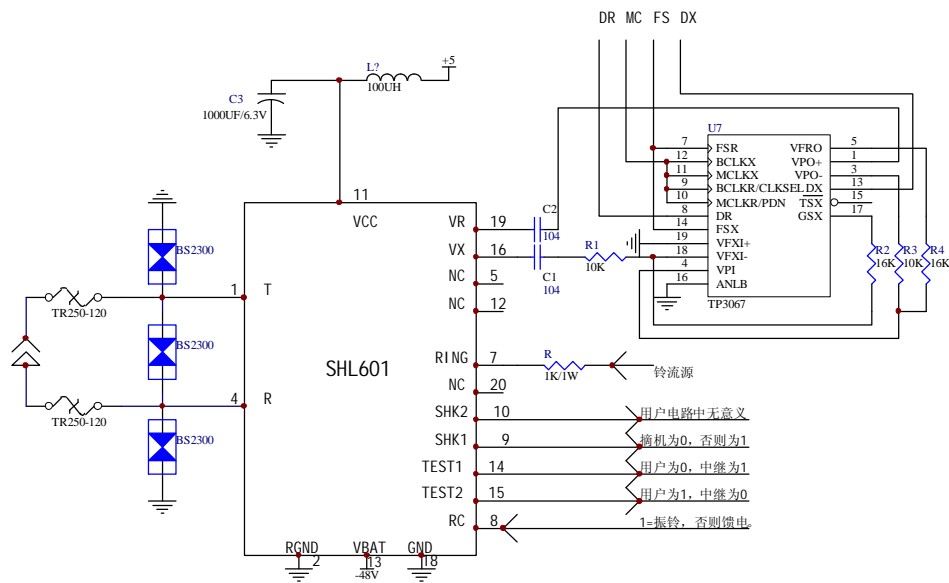 DR MC FS DX
L?
+5
100UH
C3
1000UF/6.3V
U7
7 FSR VFRO 5
12 BCLKX VPO+ 1
11 MCLKX VPO- 3
9 BCLKR/CLKSEL DX 13
10 MCLKR/PDN TSX 15
8 DR GSX 17
14 FSX
19 VFXI+
18 VFXI-
4 VPI
16 ANLB
TP3067
R2
16K
R3
10K
R4
16K
11
VCC
VR 19
C2
104
VX 16
C1
104
R1
10K
NC 5
NC 12
BS2300
1 T
TR250-120
BS2300
SHL601
RING 7
R
1K/1W
铃流源
NC 20
4 R
TR250-120
BS2300
SHK2 10
用户电路中无意义
SHK1 9
摘机为0，否则为1
TEST1 14
用户为0，中继为1
TEST2 15
用户为1，中继为0
RC 8
1=振铃，否则馈电。
RGND VBAT GND
2 13 18
-48V